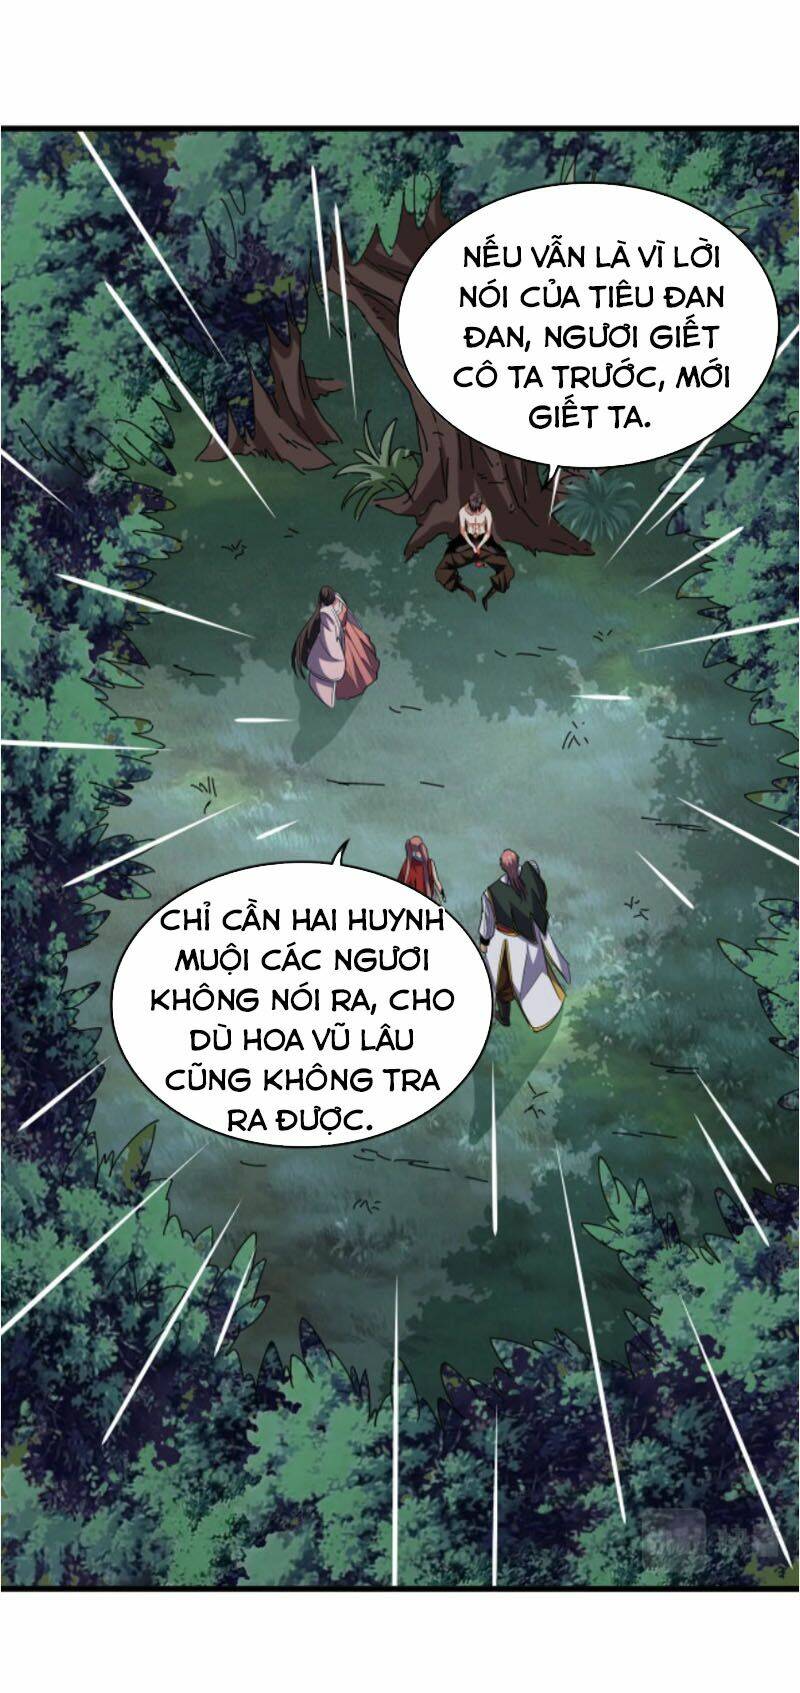 NẾU VẪN LÀ VÌ LỜI
NÓI CỦA TIÊU ĐAN
ĐAN, NGƯƠI GIẾT
CÔ TA TRƯỚC, MỚI
GIẾT TA.
CHỈ CẦN HAI HUYNH
MUỘI CÁC NGƯƠI
KHÔNG NÓI RA, CHO
DÙ HOA VŨ LÂU
CŨNG KHÔNG TRA
RA ĐƯỢC.